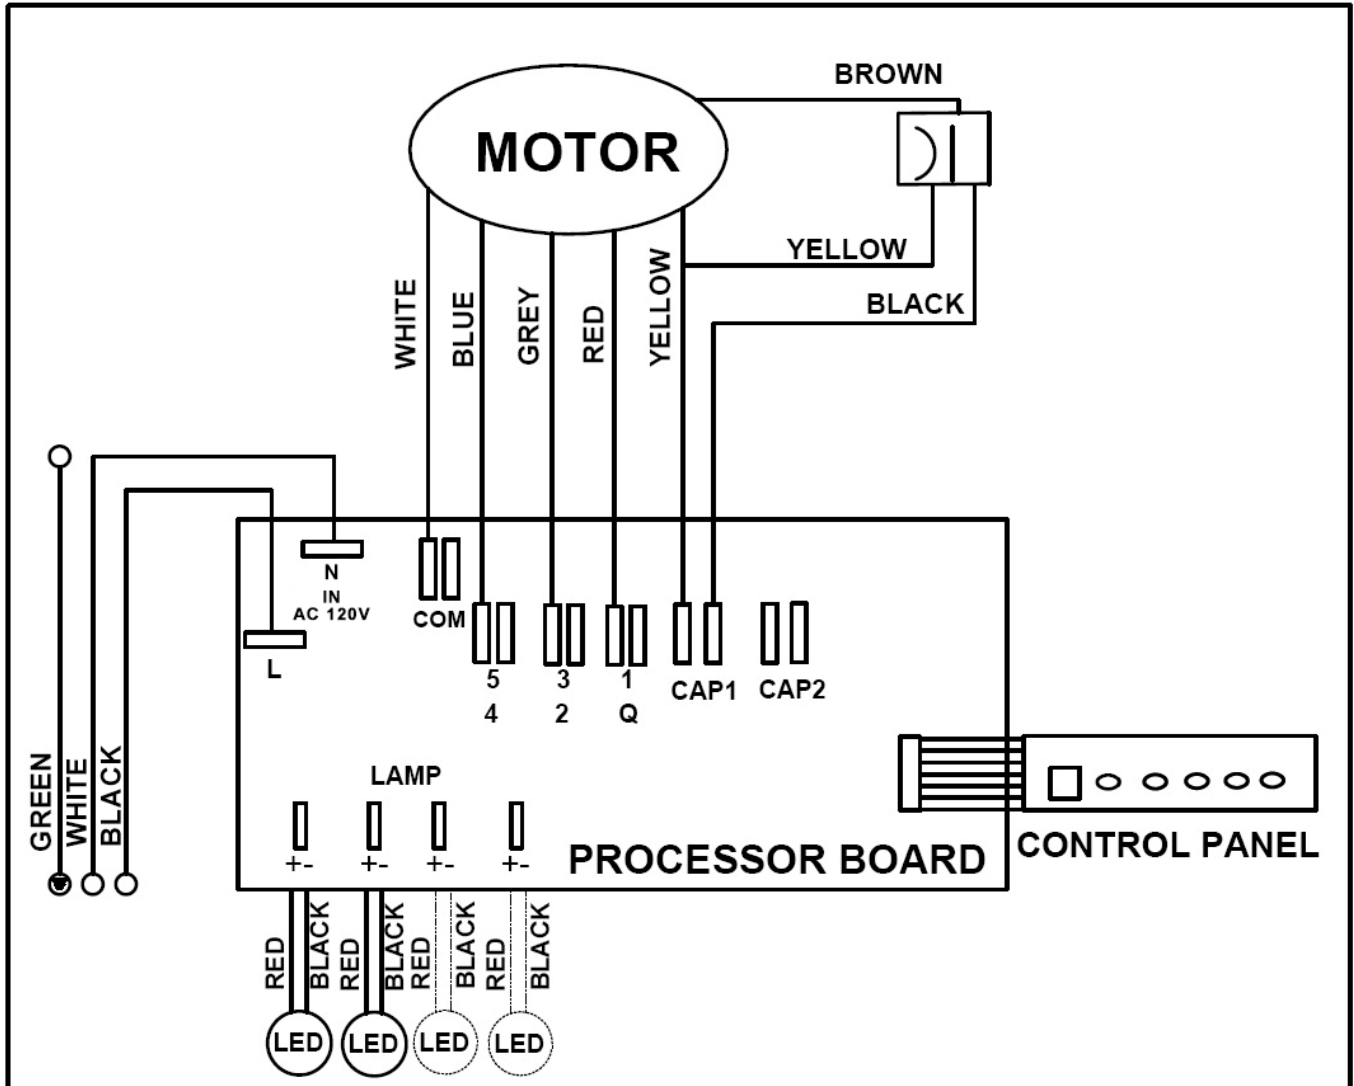 BROWN
MOTOR
YELLOW
BLACK
WHITE
BLUE
GREY
RED
YELLOW
N
IN
AC 120V
COM
L
5
3
1
CAP1
CAP2
4
2
Q
GREEN
WHITE
BLACK
LAMP
+-
+-
+-
+-
PROCESSOR BOARD
CONTROL PANEL
RED
BLACK
RED
BLACK
RED
BLACK
RED
BLACK
LED
LED
LED
LED